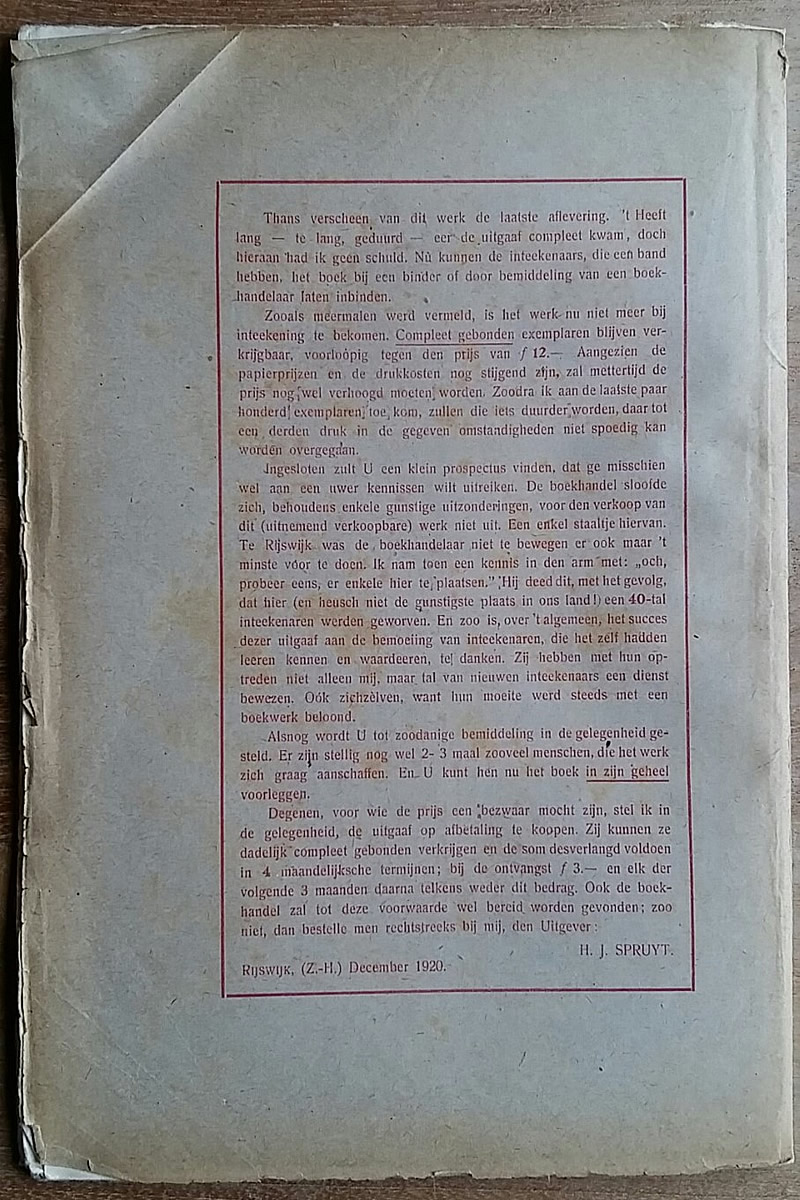 Thans verscheen van dit werk de laatste aflevering. 't Heeft
lang — te lang, geduurd — eer de uitgaaf compleet kwam, doch
hieraan had ik geen schuld. Nù kunnen de inteekenaars, die een band
hebben, het boek bij een binder of door bemiddeling van een boek-
handelaar laten inbinden.
Zooals meermalen werd vermeld, is het werk nu niet meer bij
inteekening te bekomen. Compleet gebonden exemplaren blijven ver-
krijgbaar, voorloopig tegen den prijs van f 12.— Aangezien de
papierprijzen en de drukkosten nog stijgend zijn, zal mettertijd de
prijs nog wel verhoogd moeten worden. Zoodra ik aan de laatste paar
honderd exemplaren toe kom, zullen die iets duurder worden, daar tot
een derden druk in de gegeven omstandigheden niet spoedig kan
worden overgegaan.
Ingesloten zult U een klein prospectus vinden, dat ge misschien
wel aan een uwer kennissen wilt uitreiken. De boekhandel sloofde
zich, behoudens enkele gunstige uitzonderingen, voor den verkoop van
dit (uitnemend verkoopbare) werk niet uit. Een enkel staaltje hiervan.
Te Rijswijk was de boekhandelaar niet te bewegen er ook maar 't
minste vóor te doen. Ik nam toen een kennis in den arm met: „och,
probeer eens, er enkele hier te plaatsen." Hij deed dit, met het gevolg,
dat hier (en heusch niet de gunstigste plaats in ons land!) een 40-tal
inteekenaren werden geworven. En zoo is, over 't algemeen, het succes
dezer uitgaaf aan de bemoeiing van inteekenaren, die het zelf hadden
leeren kennen en waardeeren, te danken. Zij hebben met hun op-
treden niet alleen mij, maar tal van nieuwen inteekenaars een dienst
bewezen. Oók zichzèlven, want hun moeite werd steeds met een
boekwerk beloond.
Alsnog wordt U tot zoodanige bemiddeling in de gelegenheid ge-
steld. Er zijn stellig nog wel 2- 3 maal zooveel menschen, die het werk
zich graag aanschaffen. En U kunt hen nu het boek in zijn geheel
voorleggen.
Degenen, voor wie de prijs een bezwaar mocht zijn, stel ik in
de gelegenheid, de uitgaaf op afbetaling te koopen. Zij kunnen ze
dadelijk compleet gebonden verkrijgen en de som desverlangd voldoen
in 4 maandelijksche termijnen; bij de ontvangst f 3.— en elk der
volgende 3 maanden daarna telkens weder dit bedrag. Ook de boek-
handel zal tot deze voorwaarde wel bereid worden gevonden; zoo
niet, dan bestelle men rechtstreeks bij mij, den Uitgever:
H. J. SPRUYT.
Rijswijk, (Z.-H.) December 1920.